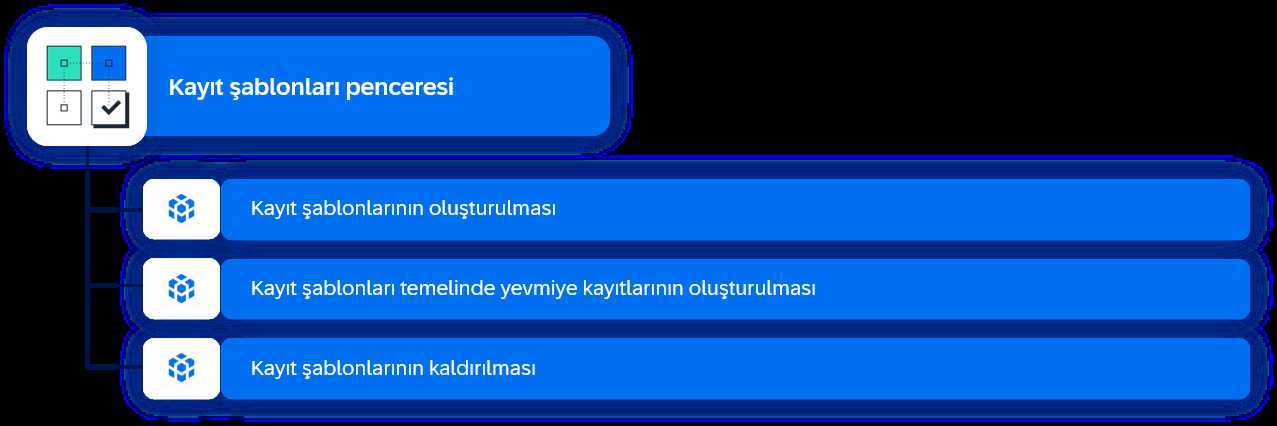 Kayıt şablonları penceresi
Kayıt şablonlarının oluşturulması
Kayıt şablonları temelinde yevmiye kayıtlarının oluşturulması
Kayıt şablonlarının kaldırılması